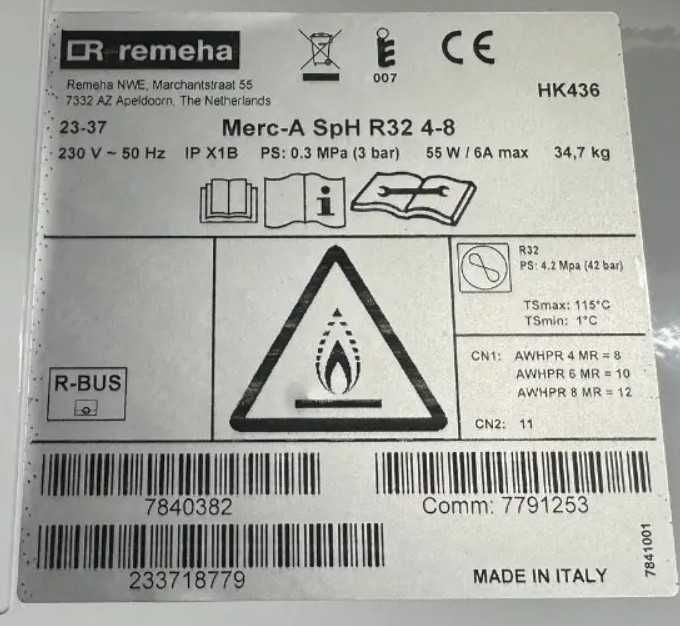 remeha
Remeha NWE, Marchantstraat 55
7332 AZ Apeldoorn, The Netherlands
007
CE
HK436
23-37
Merc-A SpH R32 4-8
230 V ~ 50 Hz IP X1B PS: 0.3 MPa (3 bar) 55 W / 6A max 34,7 kg
i
R32
PS: 4.2 Mpa (42 bar)
TSmax: 115°C
TSmin: 1°C
R-BUS
CN1: AWHPR 4 MR = 8
AWHPR 6 MR = 10
AWHPR 8 MR = 12
CN2: 11
7840382
Comm: 7791253
233718779
MADE IN ITALY
7841001